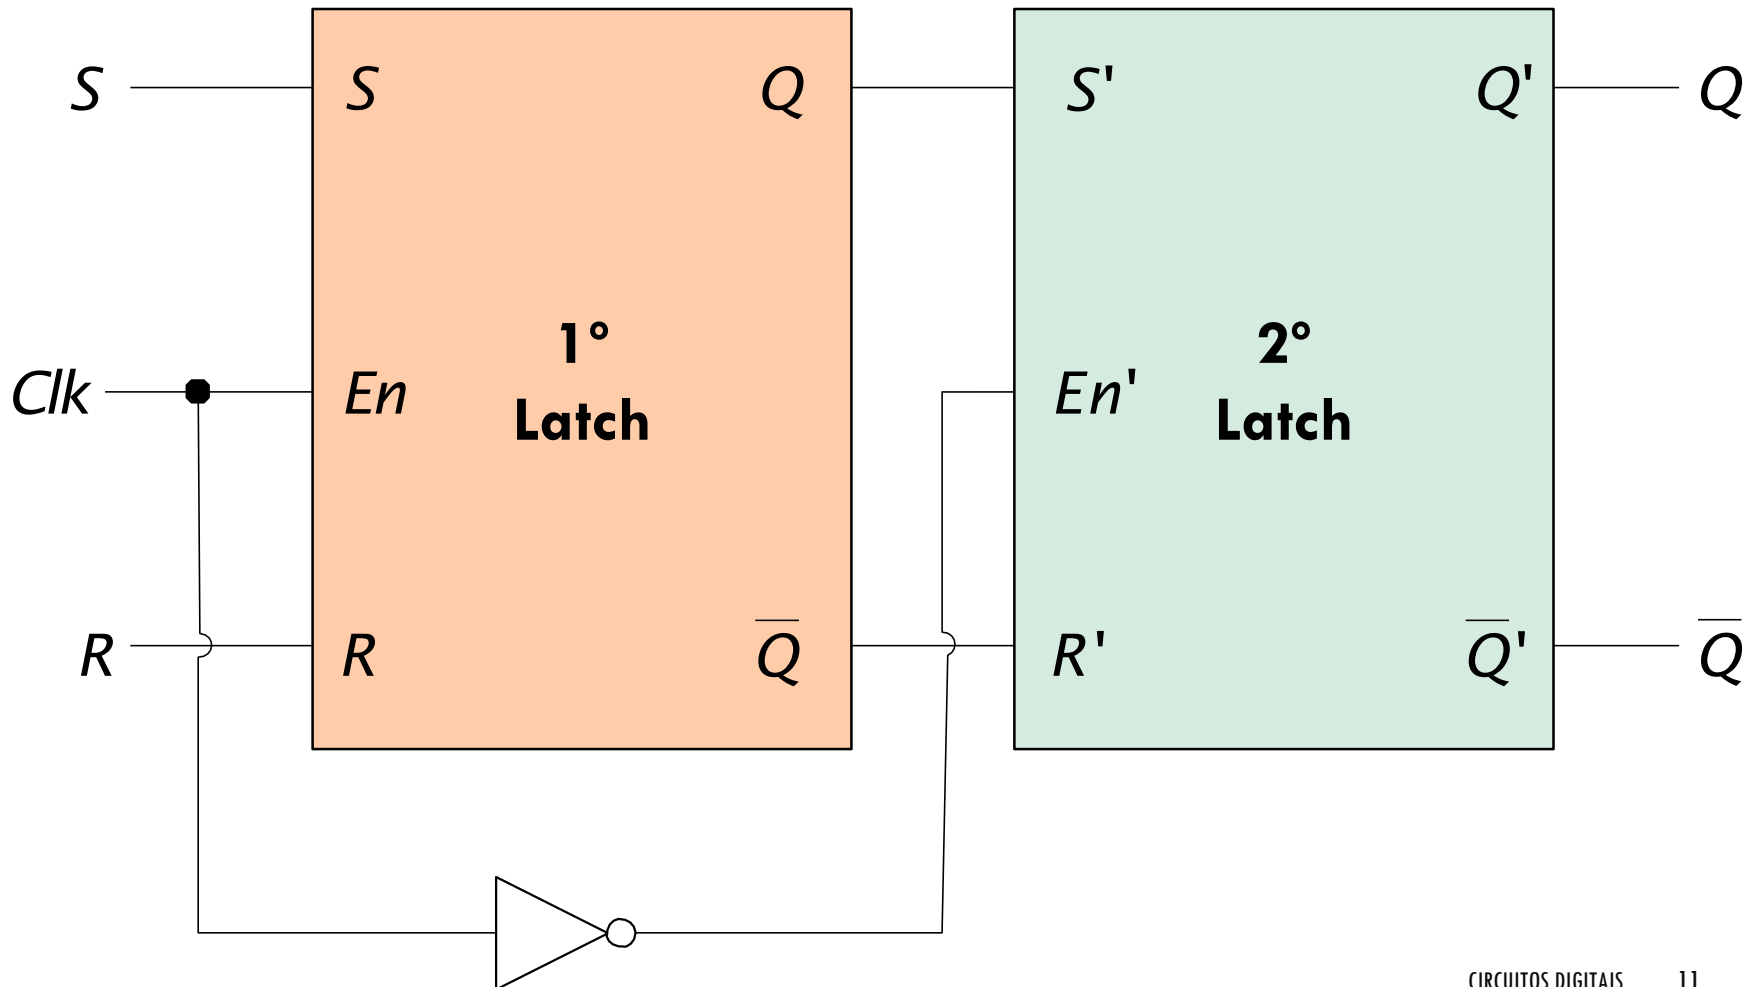 S S Q S' Q' Q
1°
Latch
2°
Latch
Clk En En'
R R Q̅ R' Q̅' Q̅
CIRCUITOS DIGITAIS 11